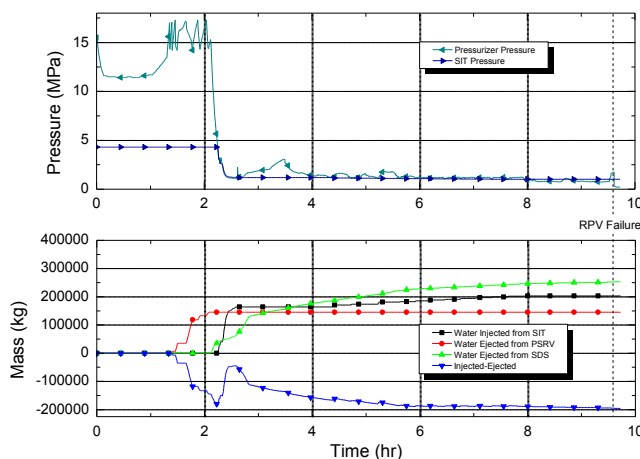 15
10
5
0
Pressure (MPa)
Pressurizer Pressure
SIT Pressure
0 2 4 6 8 10
RPV Failure
400000
300000
200000
100000
0
-100000
-200000
Mass (kg)
Water Injected from SIT
Water Ejected from PSRV
Water Ejected from SDS
Injected-Ejected
0 2 4 6 8 10
Time (hr)